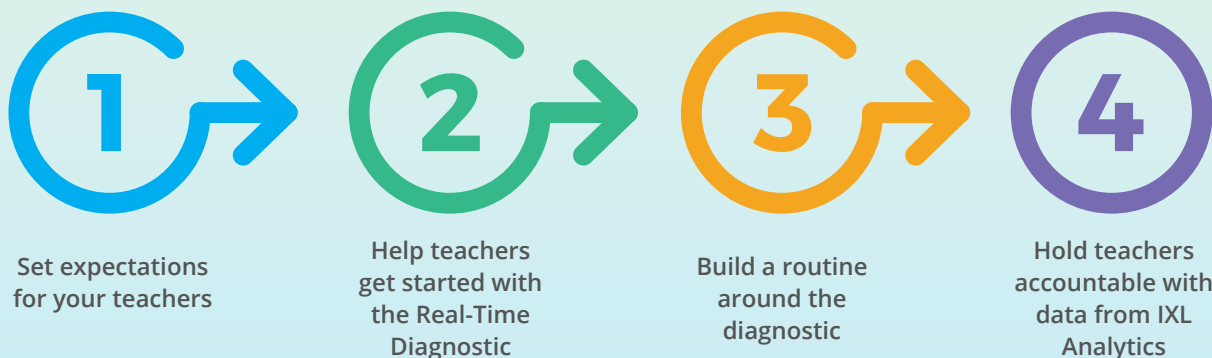 1
2
3
4
Set expectations
for your teachers
Help teachers
get started with
the Real-Time
Diagnostic
Build a routine
around the
diagnostic
Hold teachers
accountable with
data from IXL
Analytics